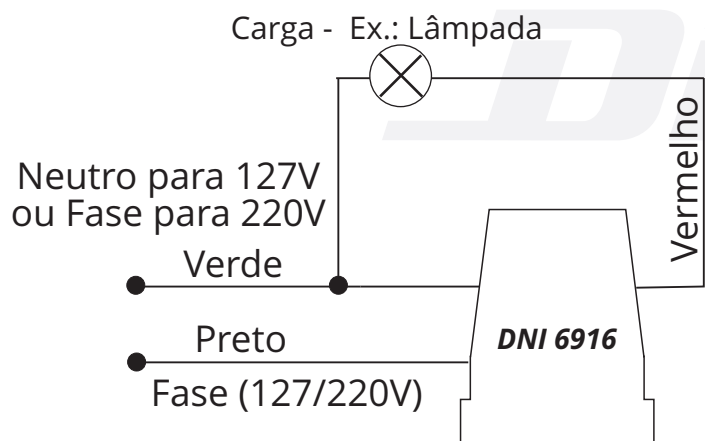 Carga - Ex.: Lâmpada
Vermelho
Neutro para 127V
ou Fase para 220V
Verde
Preto
DNI 6916
Fase (127/220V)